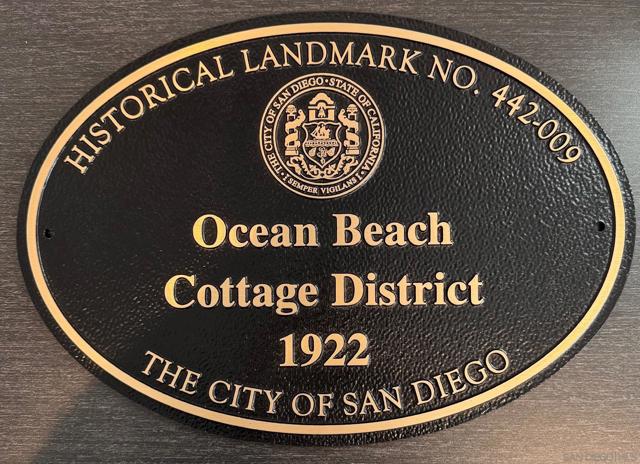 HISTORICAL LANDMARK NO. 442-009
THE CITY OF SAN DIEGO • STATE OF CALIFORNIA •
SEMPER VIGILANS
Ocean Beach
Cottage District
1922
THE CITY OF SAN DIEGO